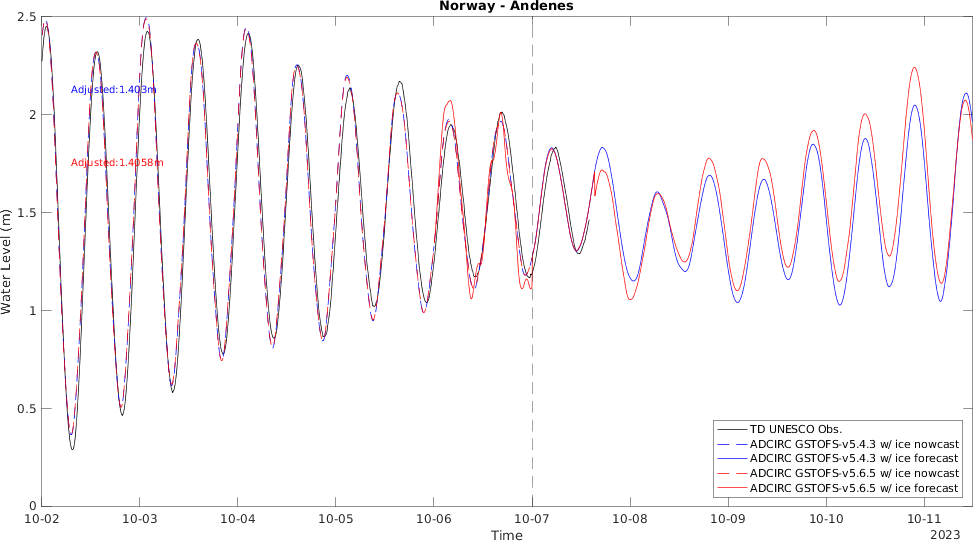 Norway - Andenes
2.5
2
1.5
1
0.5
0
Water Level (m)
Adjusted:1.403m
Adjusted:1.4058m
TD UNESCO Obs.
ADCIRC GSTOFS-v5.4.3 w/ ice nowcast
ADCIRC GSTOFS-v5.4.3 w/ ice forecast
ADCIRC GSTOFS-v5.6.5 w/ ice nowcast
ADCIRC GSTOFS-v5.6.5 w/ ice forecast
10-02 10-03 10-04 10-05 10-06 10-07 10-08 10-09 10-10 10-11
Time
2023